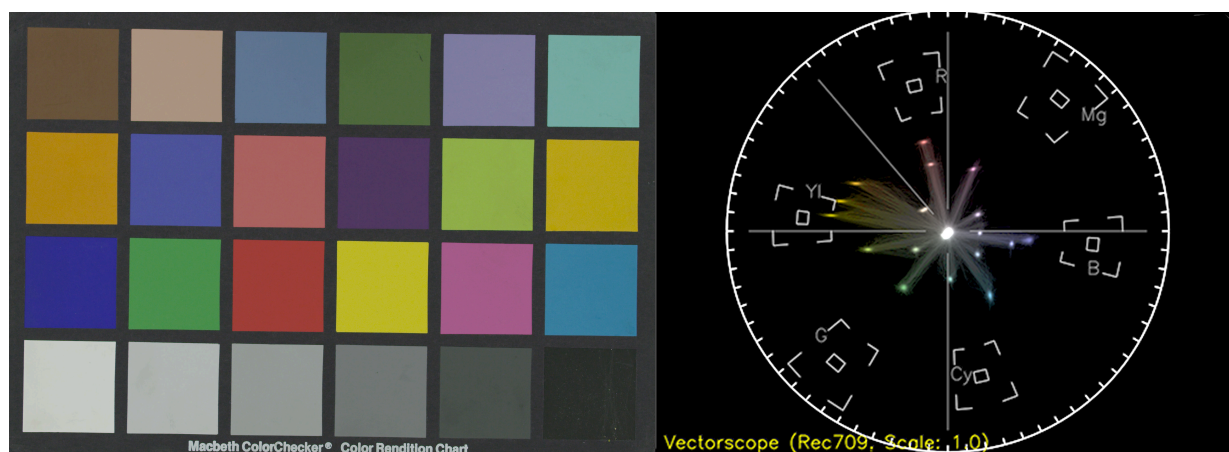 Macbeth ColorChecker® Color Rendition Chart
R
Mg
Yl
B
G
Cy
Vectorscope (Rec709, Scale: 1.0)